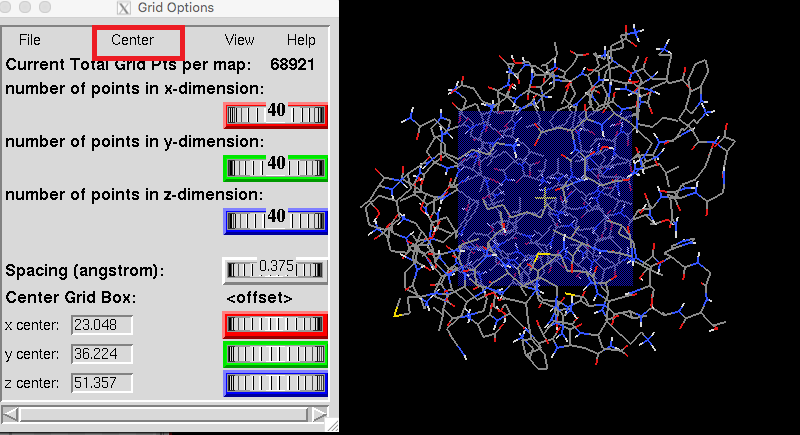 Grid Options
File Center View Help
Current Total Grid Pts per map: 68921
number of points in x-dimension:
40
number of points in y-dimension:
40
number of points in z-dimension:
40
Spacing (angstrom): 0.375
Center Grid Box: <offset>
x center: 23.048
y center: 36.224
z center: 51.357